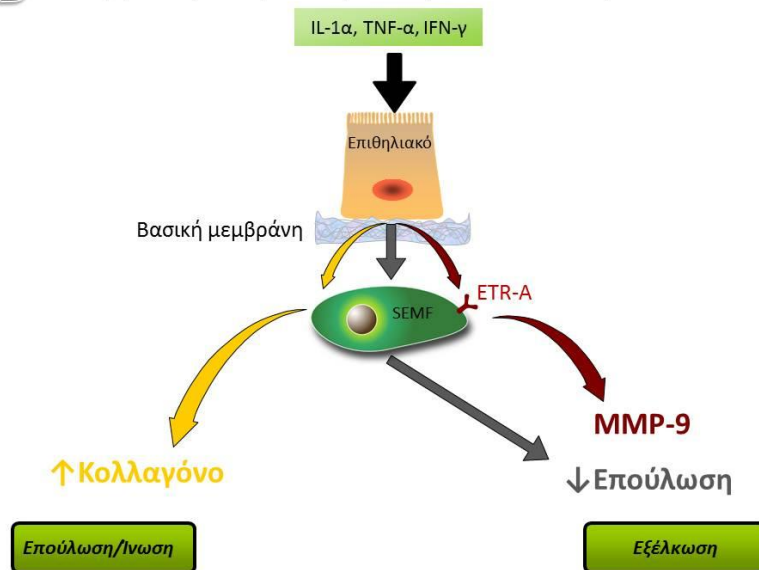 IL-1α, TNF-α, IFN-γ
Επιθηλιακό
Βασική μεμβράνη
ETR-A
SEMF
MMP-9
↑Κολλαγόνο
↓Επούλωση
Επούλωση/Ίνωση
Εξέλκωση